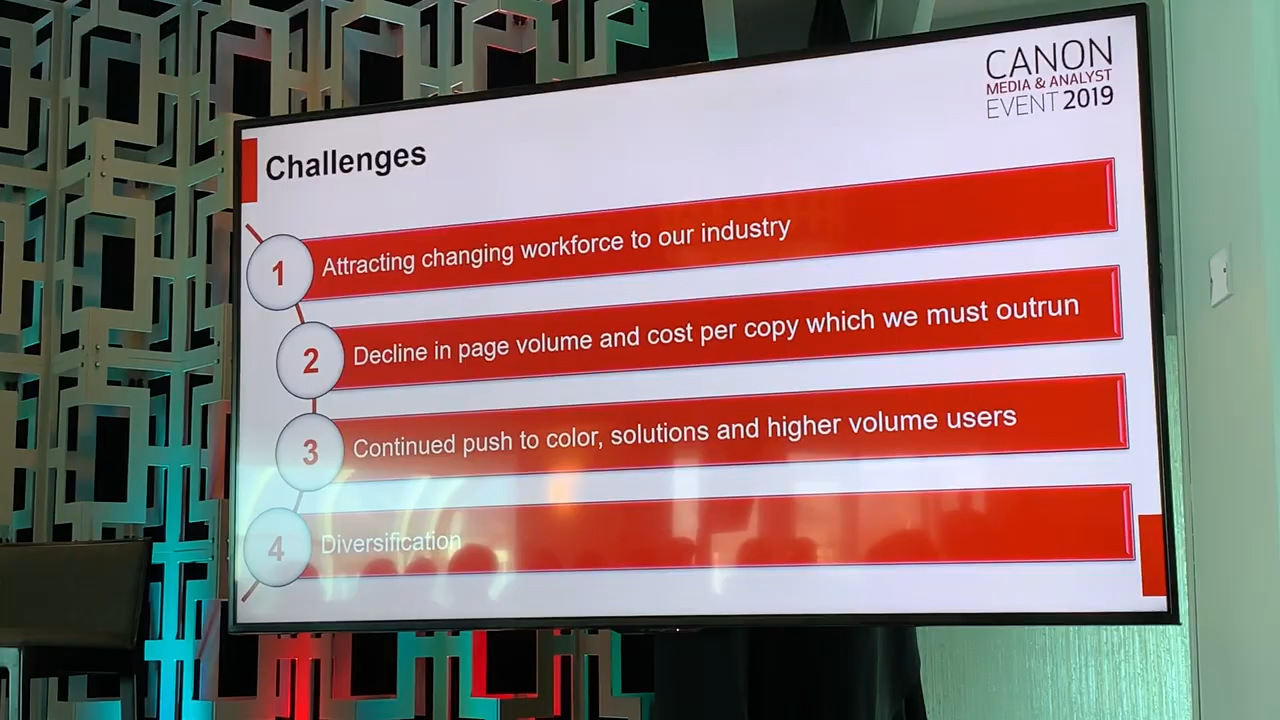 CANON
MEDIA & ANALYST
EVENT 2019
Challenges
1 Attracting changing workforce to our industry
2 Decline in page volume and cost per copy which we must outrun
3 Continued push to color, solutions and higher volume users
4 Diversification